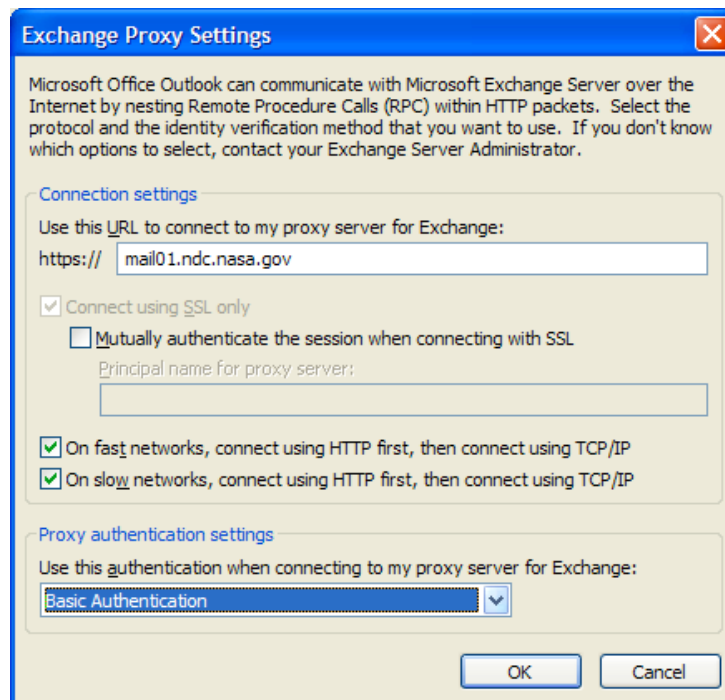 Exchange Proxy Settings
Microsoft Office Outlook can communicate with Microsoft Exchange Server over the
Internet by nesting Remote Procedure Calls (RPC) within HTTP packets.  Select the
protocol and the identity verification method that you want to use.  If you don't know
which options to select, contact your Exchange Server Administrator.
Connection settings
Use this URL to connect to my proxy server for Exchange:
https:// mail01.ndc.nasa.gov
Connect using SSL only
Mutually authenticate the session when connecting with SSL
Principal name for proxy server:
On fast networks, connect using HTTP first, then connect using TCP/IP
On slow networks, connect using HTTP first, then connect using TCP/IP
Proxy authentication settings
Use this authentication when connecting to my proxy server for Exchange:
Basic Authentication
OK Cancel